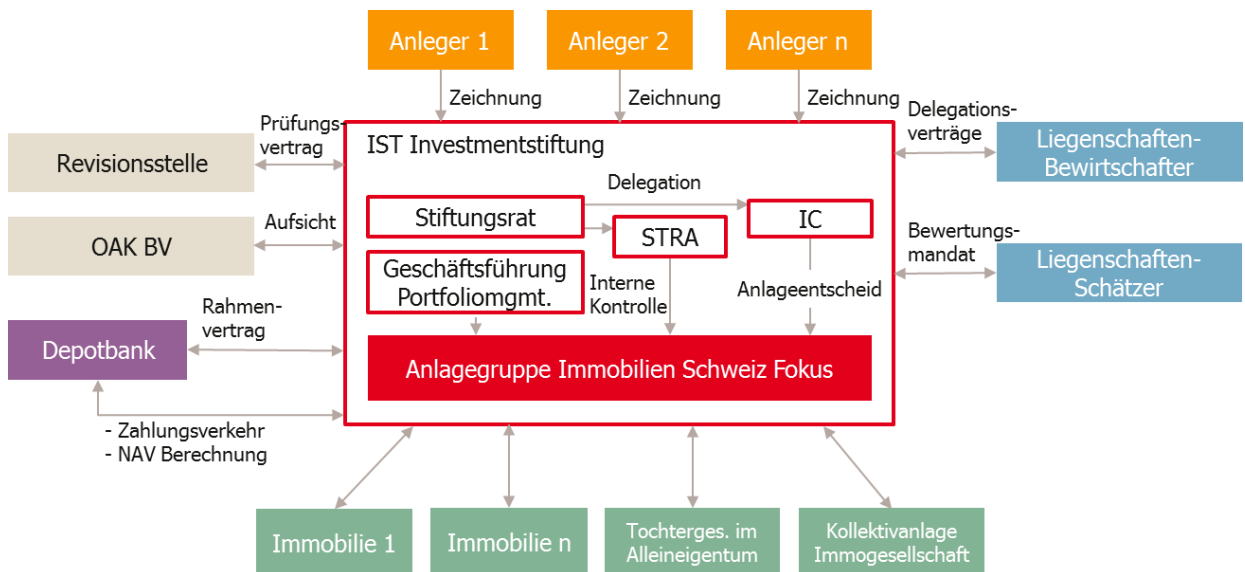 Anleger 1
Anleger 2
Anleger n
Zeichnung
Zeichnung
Zeichnung
Prüfungs-
vertrag
Revisionsstelle
Aufsicht
OAK BV
Rahmen-
vertrag
Depotbank
- Zahlungsverkehr
- NAV Berechnung
IST Investmentstiftung
Delegation
Stiftungsrat
STRA
IC
Geschäftsführung
Portfoliomgmt.
Interne
Kontrolle
Anlageentscheid
Anlagegruppe Immobilien Schweiz Fokus
Delegations-
verträge
Liegenschaften-
Bewirtschafter
Bewertungs-
mandat
Liegenschaften-
Schätzer
Immobilie 1
Immobilie n
Tochterges. im
Alleineigentum
Kollektivanlage
Immogesellschaft